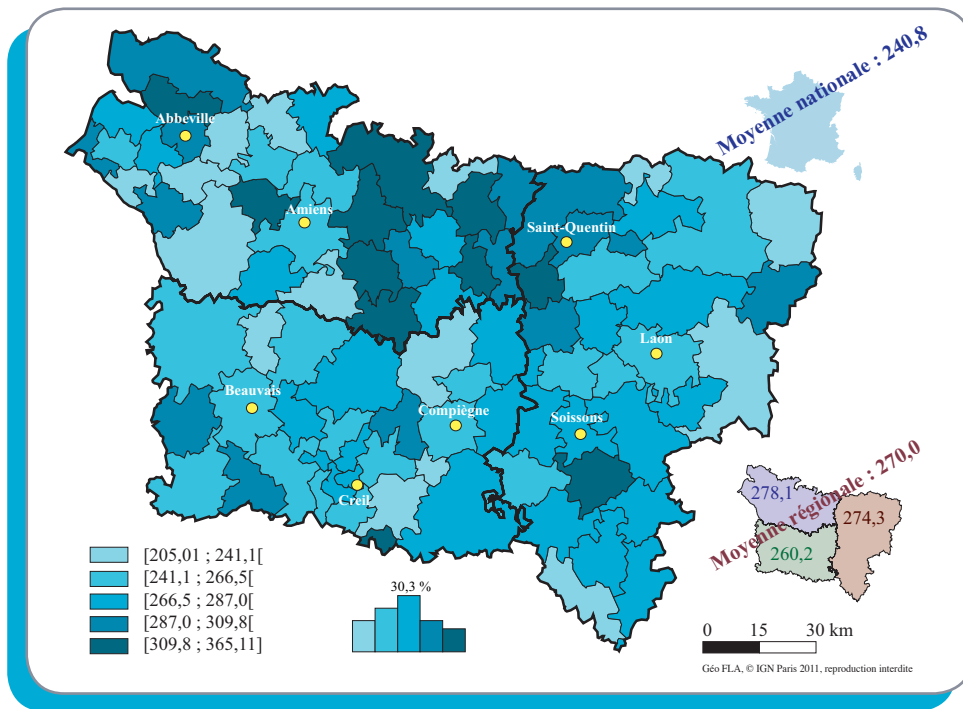 Moyenne nationale : 240,8
Abbeville
Amiens
Saint-Quentin
Laon
Beauvais
Compiègne
Soissons
Creil
Moyenne régionale : 270,0
278,1
274,3
260,2
[205,01 ; 241,1[
[241,1 ; 266,5[
[266,5 ; 287,0[
[287,0 ; 309,8[
[309,8 ; 365,11]
30,3 %
0 15 30 km
Géo FLA, © IGN Paris 2011, reproduction interdite